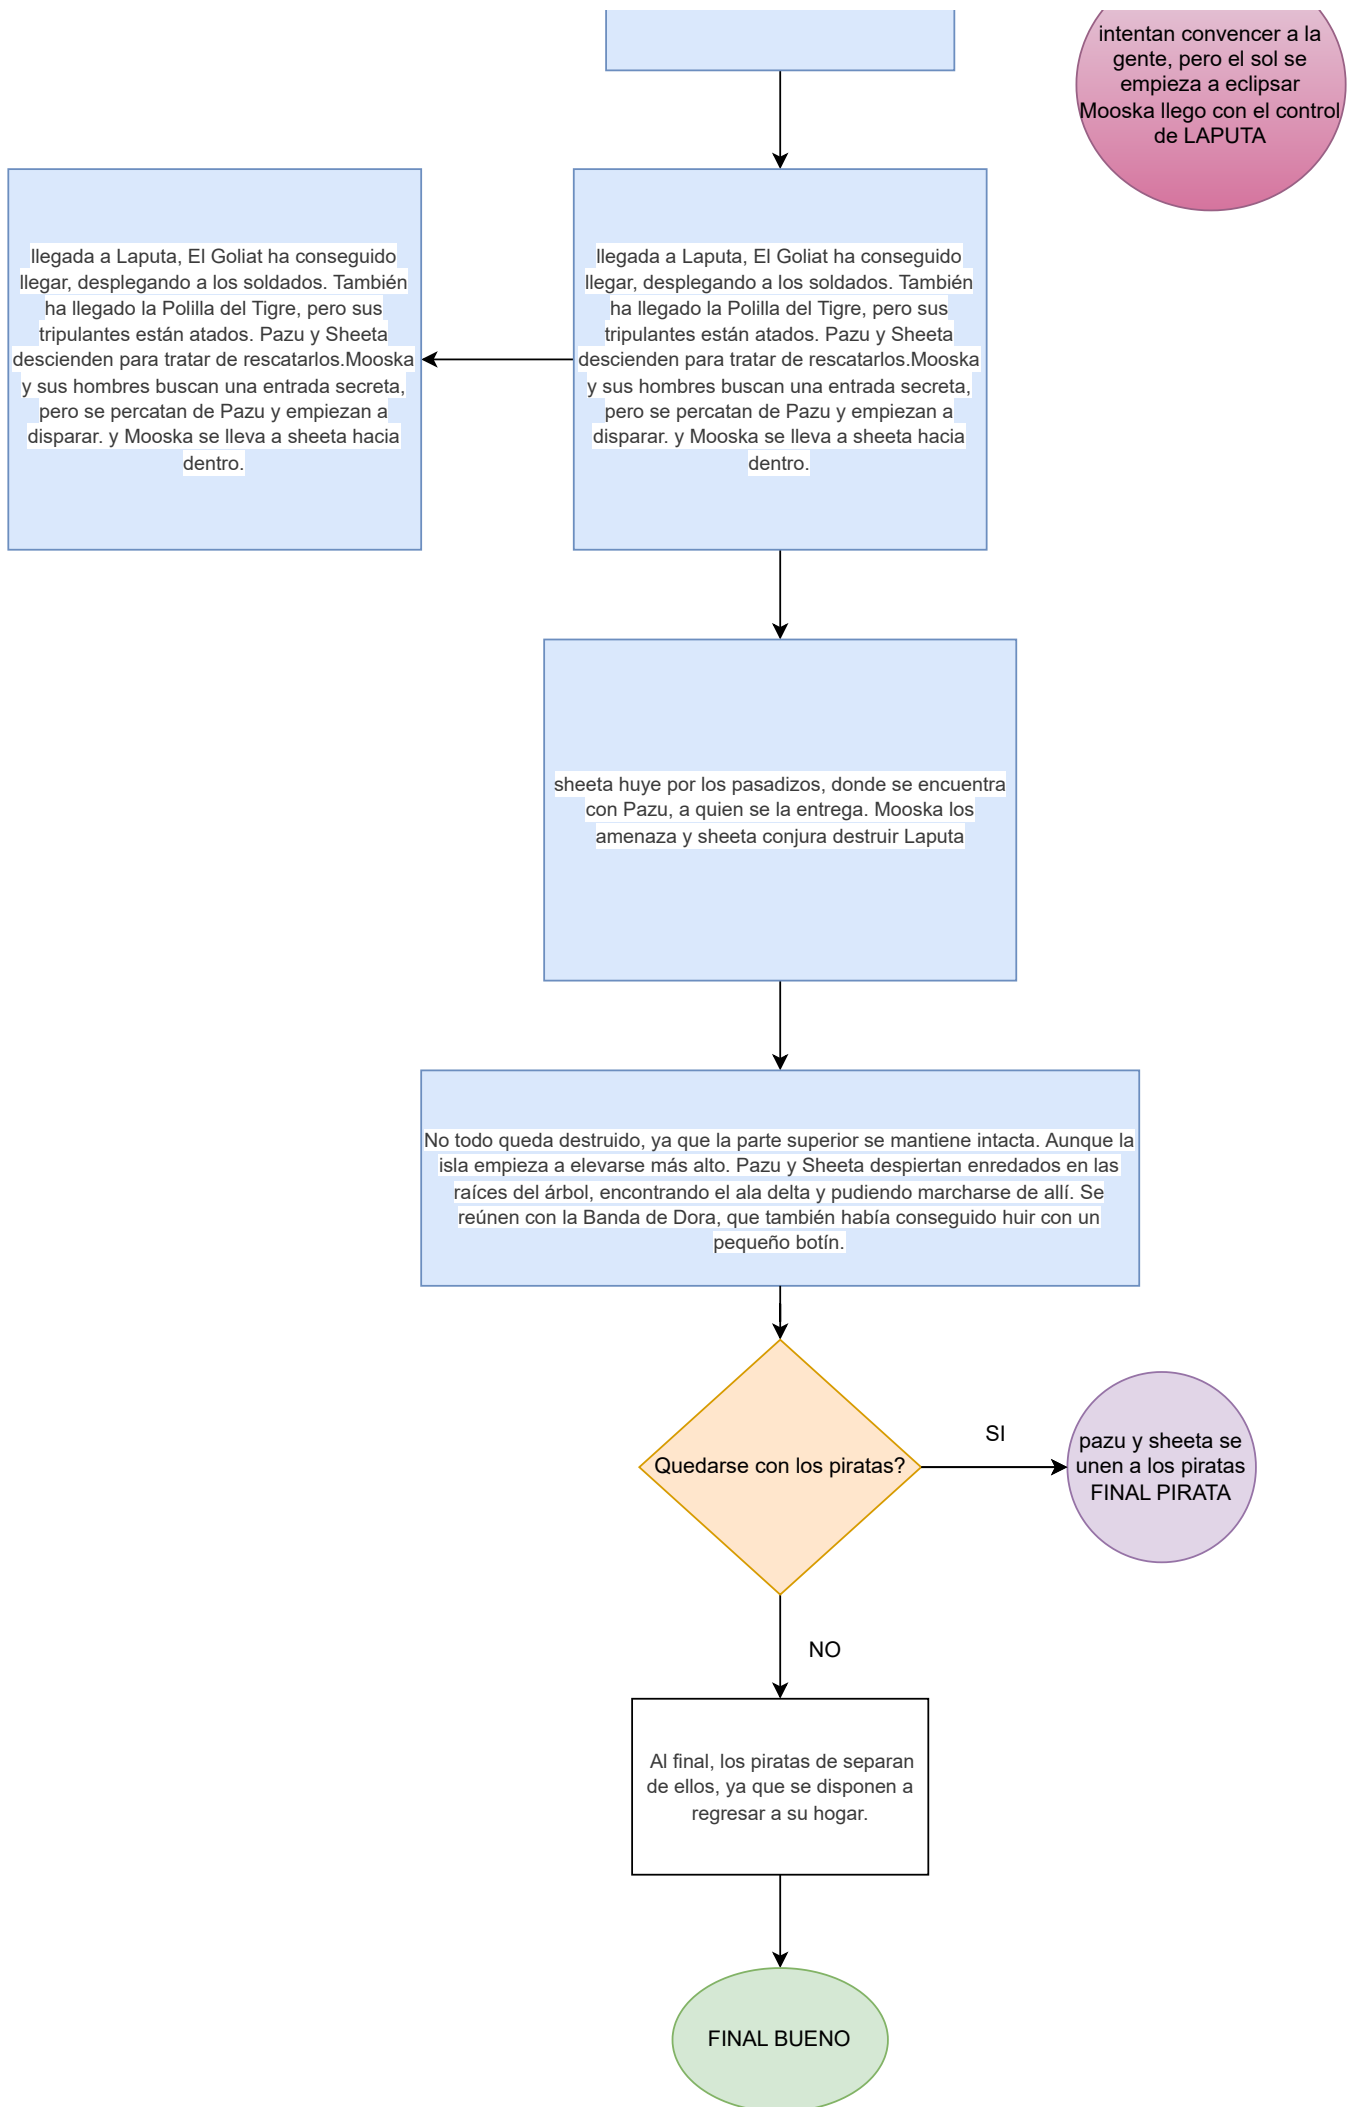 intentan convencer a la
gente, pero el sol se
empieza a eclipsar
Mooska llego con el control
de LAPUTA
llegada a Laputa, El Goliat ha conseguido
llegar, desplegando a los soldados. También
ha llegado la Polilla del Tigre, pero sus
tripulantes están atados. Pazu y Sheeta
descienden para tratar de rescatarlos.Mooska
y sus hombres buscan una entrada secreta,
pero se percatan de Pazu y empiezan a
disparar. y Mooska se lleva a sheeta hacia
dentro.
llegada a Laputa, El Goliat ha conseguido
llegar, desplegando a los soldados. También
ha llegado la Polilla del Tigre, pero sus
tripulantes están atados. Pazu y Sheeta
descienden para tratar de rescatarlos.Mooska
y sus hombres buscan una entrada secreta,
pero se percatan de Pazu y empiezan a
disparar. y Mooska se lleva a sheeta hacia
dentro.
sheeta huye por los pasadizos, donde se encuentra
con Pazu, a quien se la entrega. Mooska los
amenaza y sheeta conjura destruir Laputa
No todo queda destruido, ya que la parte superior se mantiene intacta. Aunque la
isla empieza a elevarse más alto. Pazu y Sheeta despiertan enredados en las
raíces del árbol, encontrando el ala delta y pudiendo marcharse de allí. Se
reúnen con la Banda de Dora, que también había conseguido huir con un
pequeño botín.
Quedarse con los piratas?
SI
pazu y sheeta se
unen a los piratas
FINAL PIRATA
NO
Al final, los piratas de separan
de ellos, ya que se disponen a
regresar a su hogar.
FINAL BUENO